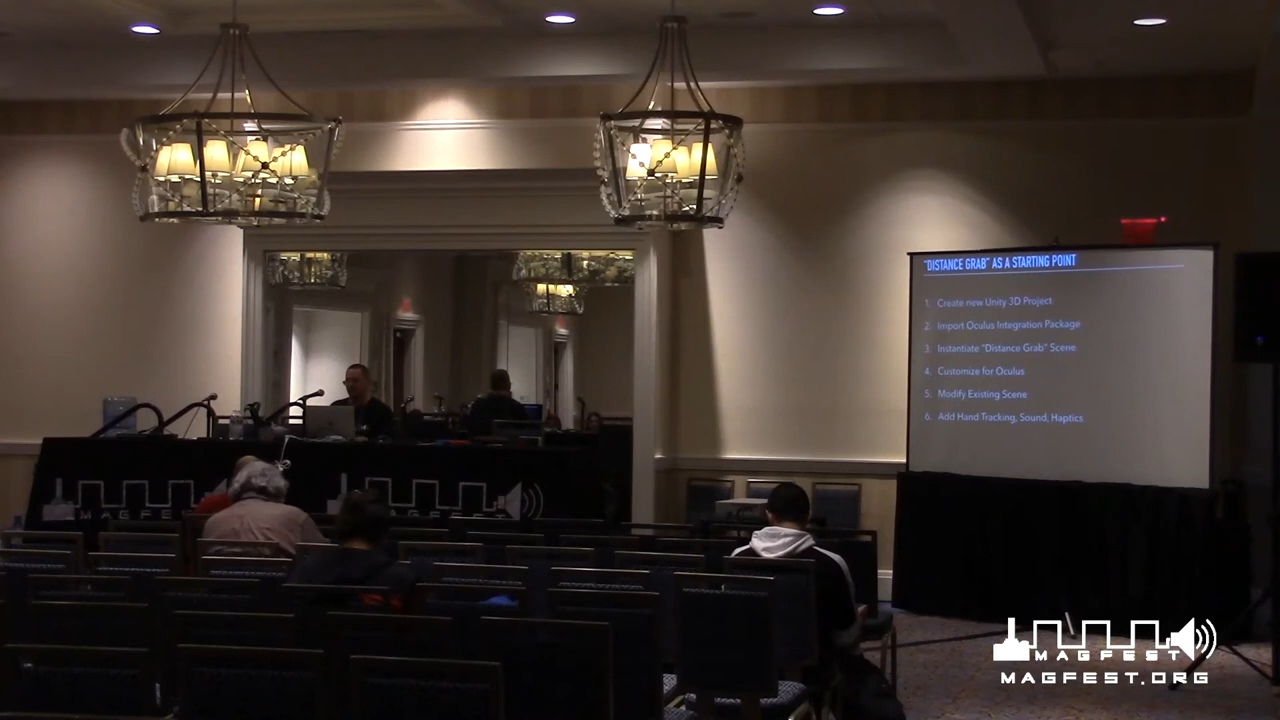 "DISTANCE GRAB" AS A STARTING POINT
1. Create new Unity 3D Project
2. Import Oculus Integration Package
3. Instantiate "Distance Grab" Scene
4. Customize for Oculus
5. Modify Existing Scene
6. Add Hand Tracking, Sound, Haptics
MAGFEST
MAGFEST
MAGFEST
MAGFEST.ORG